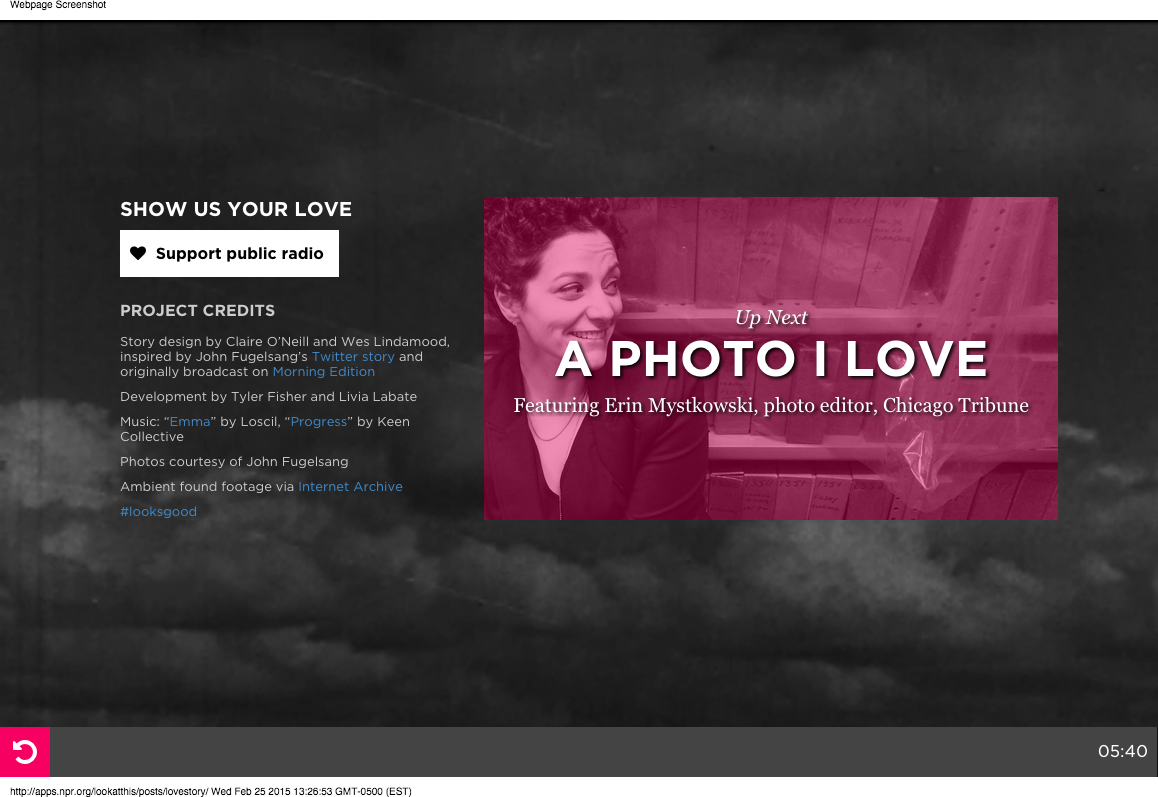 Webpage Screenshot
SHOW US YOUR LOVE
Support public radio
PROJECT CREDITS
Story design by Claire O’Neill and Wes Lindamood,
inspired by John Fugelsang’s Twitter story and
originally broadcast on Morning Edition
Development by Tyler Fisher and Livia Labate
Music: “Emma” by Loscil, “Progress” by Keen
Collective
Photos courtesy of John Fugelsang
Ambient found footage via Internet Archive
#looksgood
Up Next
A PHOTO I LOVE
Featuring Erin Mystkowski, photo editor, Chicago Tribune
05:40
http://apps.npr.org/lookatthis/posts/lovestory/ Wed Feb 25 2015 13:26:53 GMT-0500 (EST)